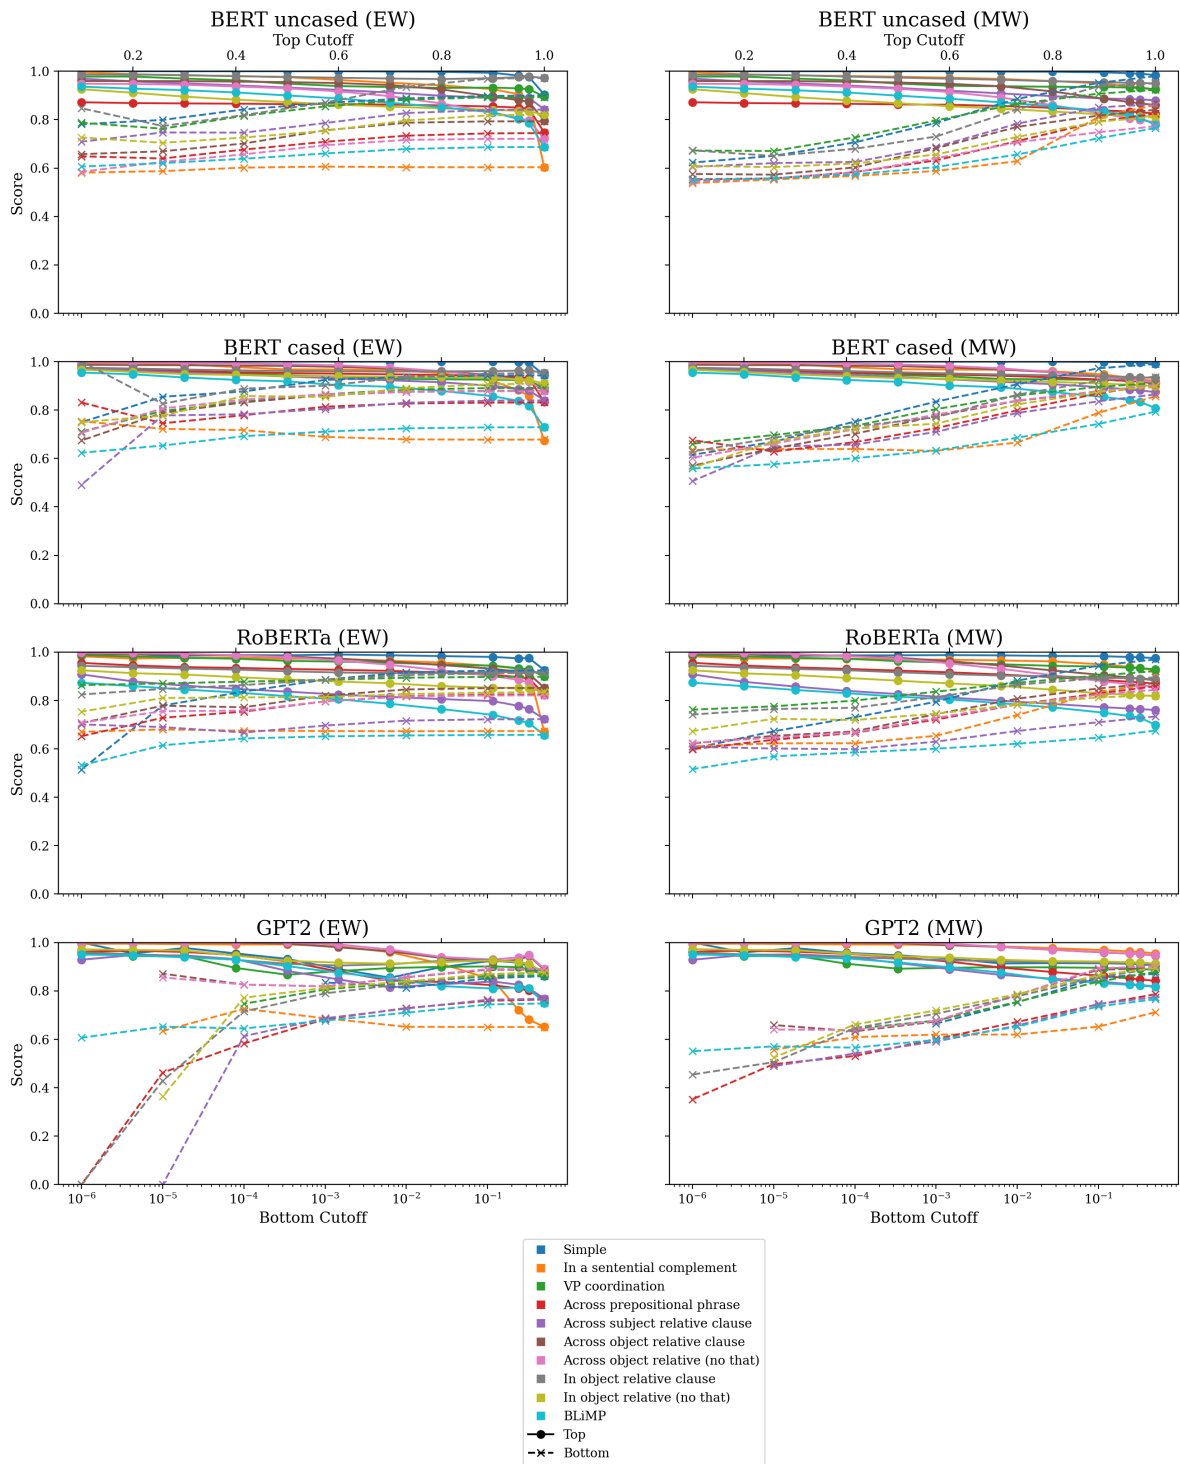 BERT uncased (EW)
Top Cutoff
0.2 0.4 0.6 0.8 1.0
BERT uncased (MW)
Top Cutoff
0.2 0.4 0.6 0.8 1.0
1.0
0.8
0.6
0.4
0.2
0.0
Score
BERT cased (EW)
BERT cased (MW)
1.0
0.8
0.6
0.4
0.2
0.0
Score
RoBERTa (EW)
RoBERTa (MW)
1.0
0.8
0.6
0.4
0.2
0.0
Score
GPT2 (EW)
GPT2 (MW)
1.0
0.8
0.6
0.4
0.2
0.0
Score
10⁻⁶ 10⁻⁵ 10⁻⁴ 10⁻³ 10⁻² 10⁻¹
Bottom Cutoff
10⁻⁶ 10⁻⁵ 10⁻⁴ 10⁻³ 10⁻² 10⁻¹
Bottom Cutoff
Simple
In a sentential complement
VP coordination
Across prepositional phrase
Across subject relative clause
Across object relative clause
Across object relative (no that)
In object relative clause
In object relative (no that)
BLiMP
Top
Bottom